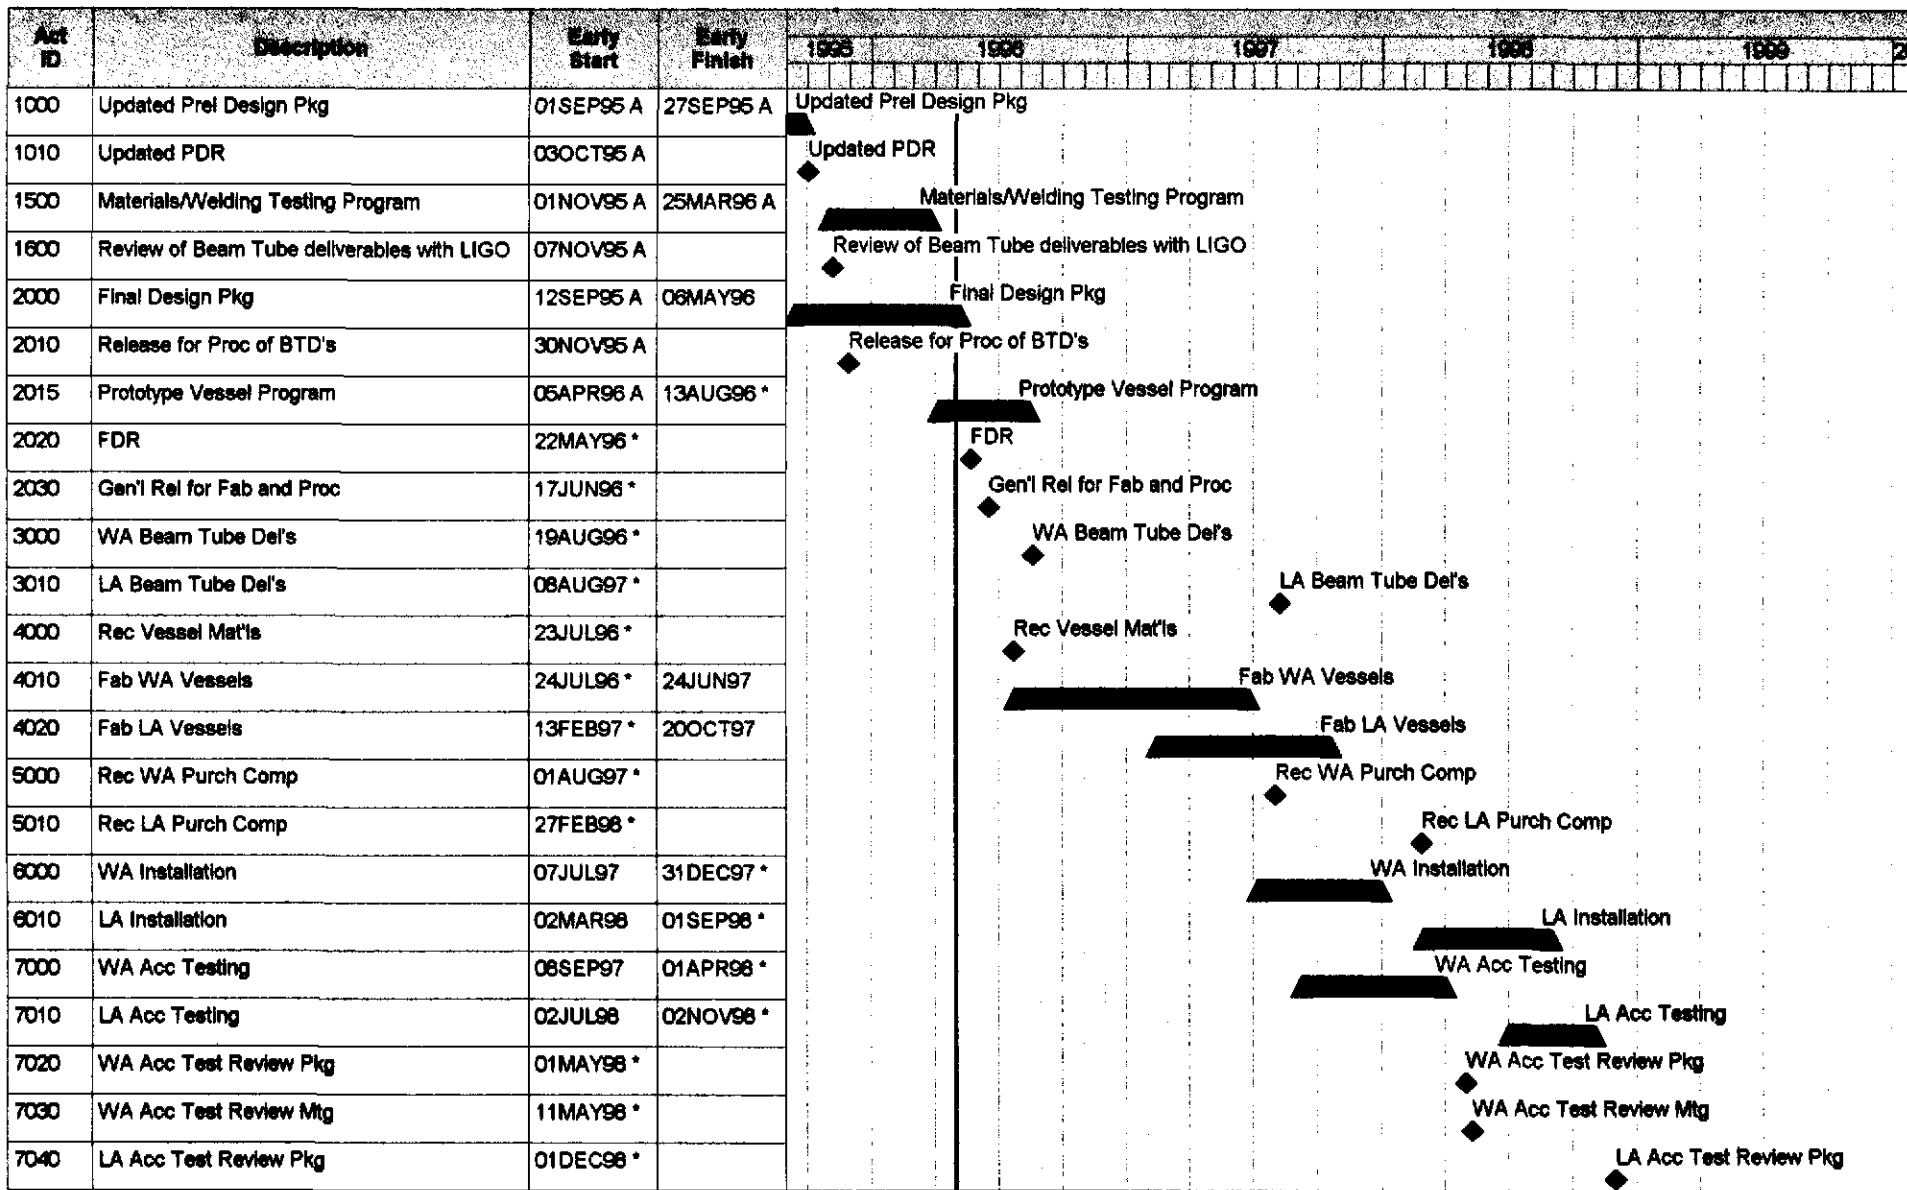 Act ID Description Early Start Early Finish 1995 1996 1997 1998 1999
1000 Updated Prel Design Pkg 01SEP95 A 27SEP95 A Updated Prel Design Pkg
1010 Updated PDR 03OCT95 A Updated PDR
1500 Materials/Welding Testing Program 01NOV95 A 25MAR96 A Materials/Welding Testing Program
1600 Review of Beam Tube deliverables with LIGO 07NOV95 A Review of Beam Tube deliverables with LIGO
2000 Final Design Pkg 12SEP95 A 06MAY96 Final Design Pkg
2010 Release for Proc of BTD's 30NOV95 A Release for Proc of BTD's
2015 Prototype Vessel Program 05APR96 A 13AUG96 * Prototype Vessel Program
2020 FDR 22MAY96 * FDR
2030 Gen'l Rel for Fab and Proc 17JUN96 * Gen'l Rel for Fab and Proc
3000 WA Beam Tube Del's 19AUG96 * WA Beam Tube Del's
3010 LA Beam Tube Del's LA Beam Tube Del's
4000 Rec Vessel Mat'ls 23JUL96 * Rec Vessel Mat'ls
4010 Fab WA Vessels 24JUL96 * 24JUN97 Fab WA Vessels
4020 Fab LA Vessels 13FEB97 * 20OCT97 Fab LA Vessels
5000 Rec WA Purch Comp 01AUG97 * Rec WA Purch Comp
5010 Rec LA Purch Comp 27FEB98 * Rec LA Purch Comp
6000 WA Installation 07JUL97 31DEC97 * WA Installation
6010 LA Installation 02MAR98 01SEP98 * LA Installation
7000 WA Acc Testing 01APR98 * WA Acc Testing
7010 LA Acc Testing 02JUL98 02NOV98 * LA Acc Testing
7020 WA Acc Test Review Pkg 01MAY98 * WA Acc Test Review Pkg
7030 WA Acc Test Review Mtg 11MAY98 * WA Acc Test Review Mtg
7040 LA Acc Test Review Pkg 01DEC98 * LA Acc Test Review Pkg